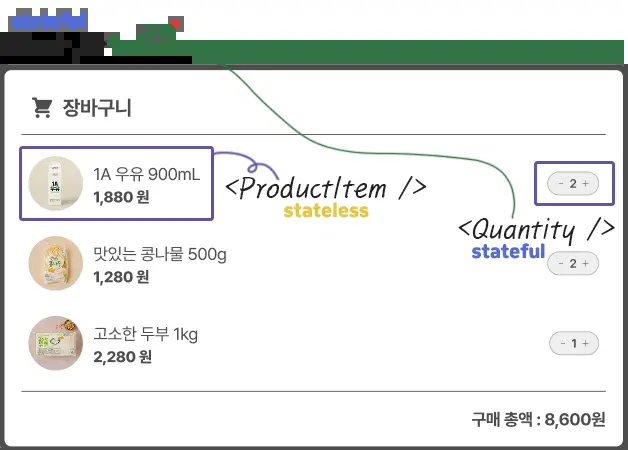 stateful
장바구니
1A 우유 900mL
1,880 원
- 2 +
<ProductItem />
stateless
<Quantity />
stateful
맛있는 콩나물 500g
1,280 원
- 2 +
고소한 두부 1kg
2,280 원
- 1 +
구매 총액 : 8,600원